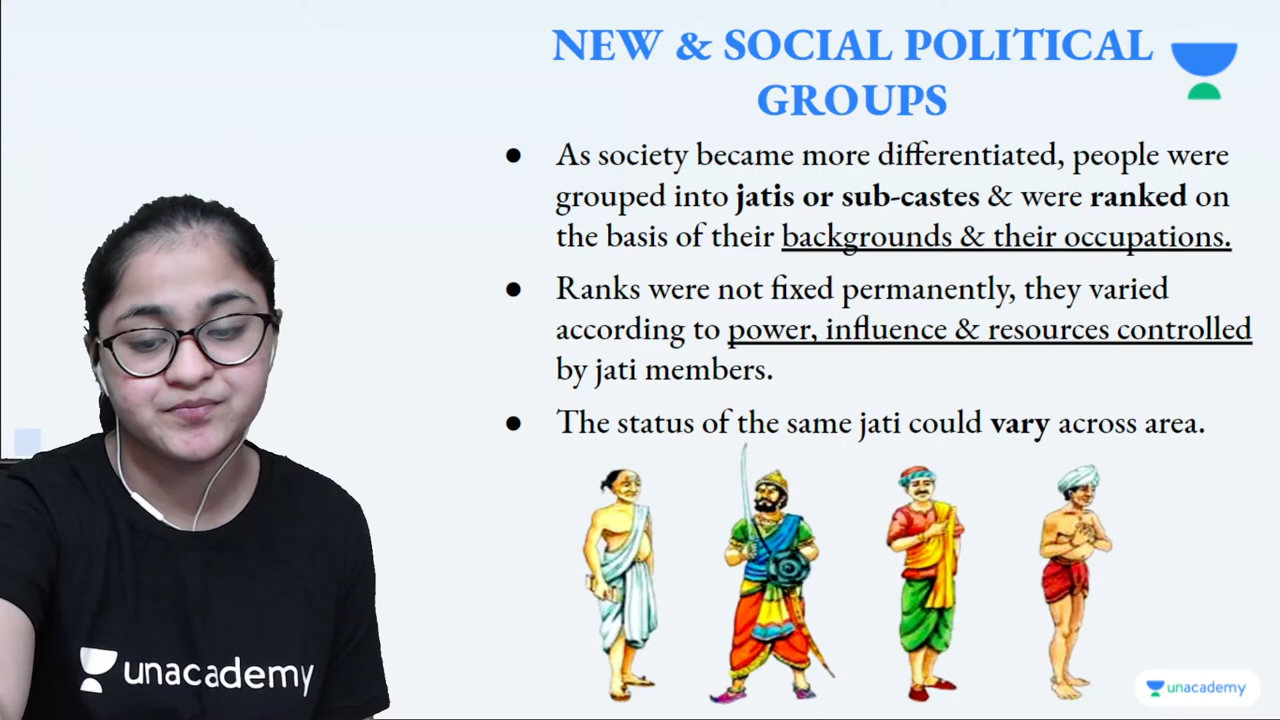 NEW & SOCIAL POLITICAL
GROUPS
● As society became more differentiated, people were
grouped into jatis or sub-castes & were ranked on
the basis of their backgrounds & their occupations.
● Ranks were not fixed permanently, they varied
according to power, influence & resources controlled
by jati members.
● The status of the same jati could vary across area.
unacademy
unacademy